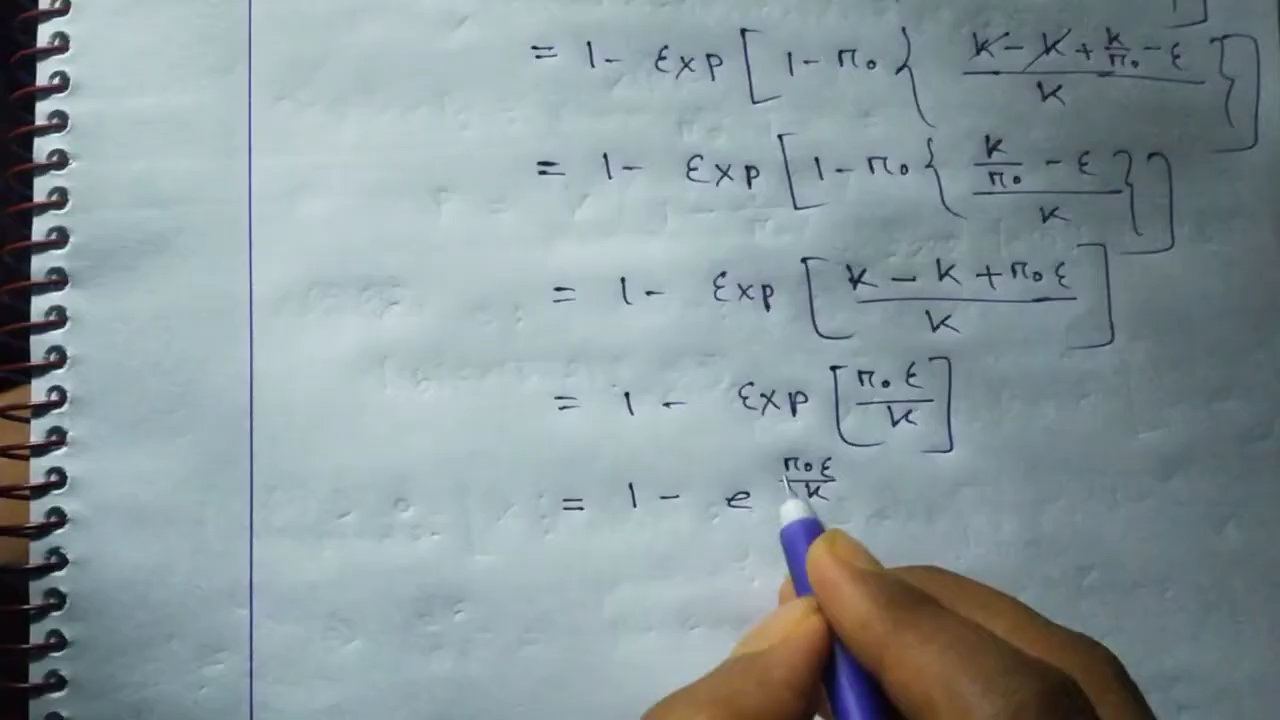 = 1 - Exp [ 1 - π₀ { (K - K + k/π₀ - ε) / K } ]
= 1 - Exp [ 1 - π₀ { (k/π₀ - ε) / K } ]
= 1 - Exp [ (K - K + π₀ε) / K ]
= 1 - Exp [ π₀ε / K ]
= 1 - e^(π₀ε / K)